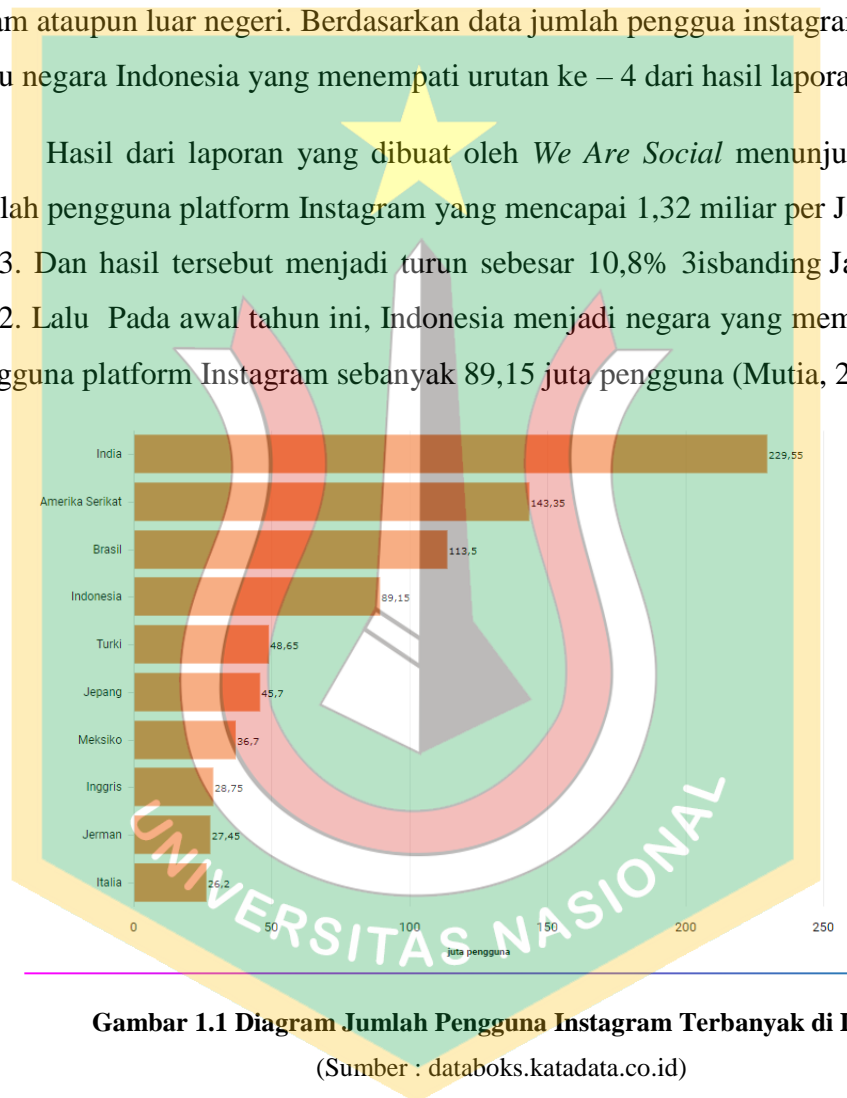 am ataupun luar negeri. Berdasarkan data jumlah penggua instagram
u negara Indonesia yang menempati urutan ke – 4 dari hasil lapora
Hasil dari laporan yang dibuat oleh We Are Social menunju
lah pengguna platform Instagram yang mencapai 1,32 miliar per J
3. Dan hasil tersebut menjadi turun sebesar 10,8% 3isbanding Ja
2. Lalu Pada awal tahun ini, Indonesia menjadi negara yang mem
gguna platform Instagram sebanyak 89,15 juta pengguna (Mutia, 2
India 229,55
Amerika Serikat 143,35
Brasil 113,5
Indonesia 89,15
Turki 48,65
Jepang 45,7
Meksiko 36,7
Inggris 28,75
Jerman 27,45
Italia 26,2
0 50 100 150 200 250
juta pengguna
UNIVERSITAS NASIONAL
Gambar 1.1 Diagram Jumlah Pengguna Instagram Terbanyak di
(Sumber : databoks.katadata.co.id)